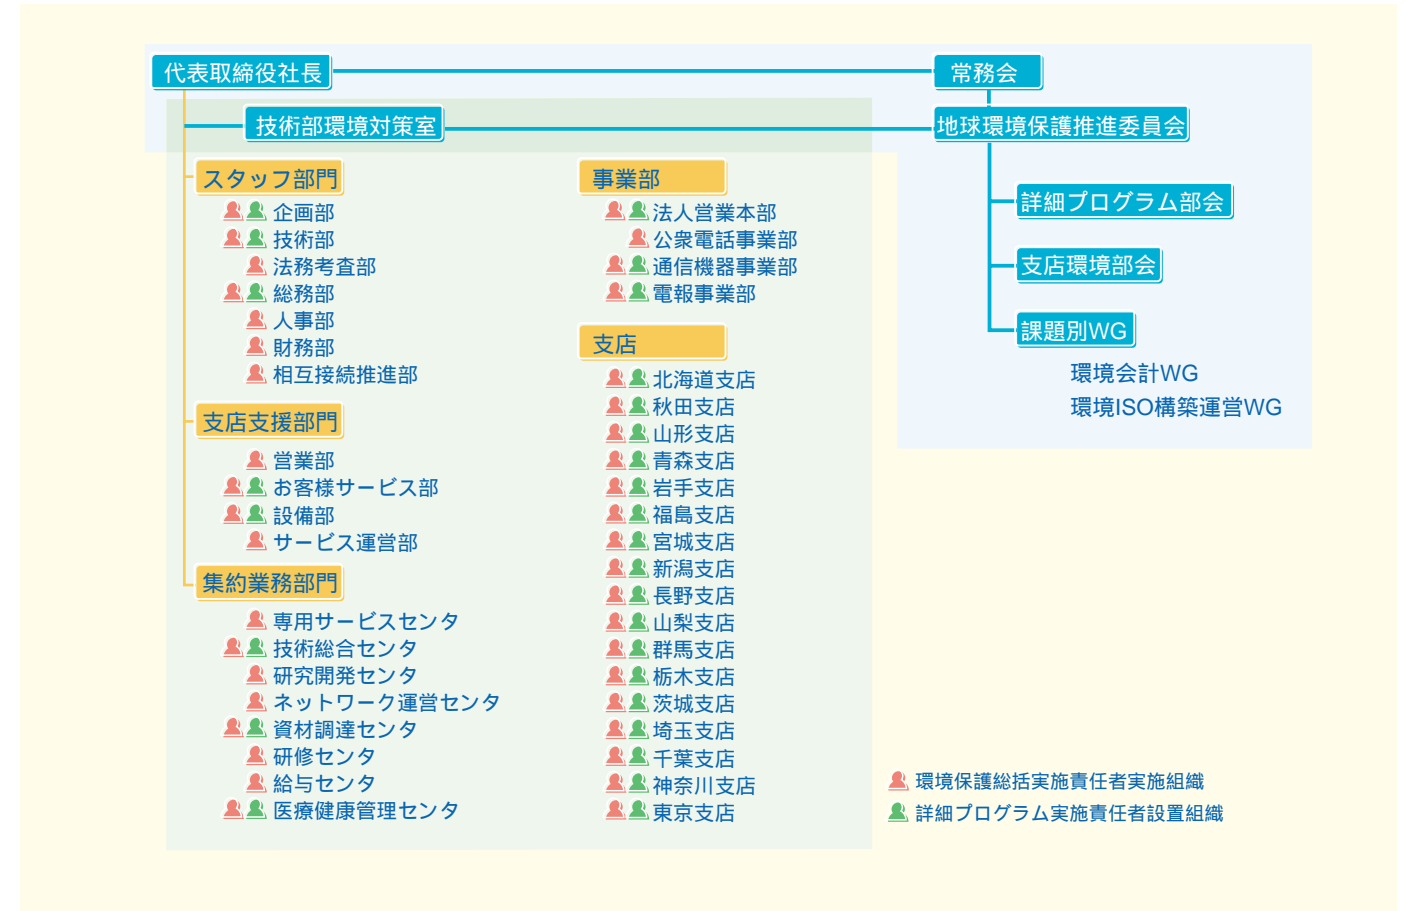 代表取締役社長
常務会
技術部環境対策室
地球環境保護推進委員会
スタッフ部門
企画部
技術部
法務考査部
総務部
人事部
財務部
相互接続推進部
支店支援部門
営業部
お客様サービス部
設備部
サービス運営部
集約業務部門
専用サービスセンタ
技術総合センタ
研究開発センタ
ネットワーク運営センタ
資材調達センタ
研修センタ
給与センタ
医療健康管理センタ
事業部
法人営業本部
公衆電話事業部
通信機器事業部
電報事業部
支店
北海道支店
秋田支店
山形支店
青森支店
岩手支店
福島支店
宮城支店
新潟支店
長野支店
山梨支店
群馬支店
栃木支店
茨城支店
埼玉支店
千葉支店
神奈川支店
東京支店
詳細プログラム部会
支店環境部会
課題別WG
環境会計WG
環境ISO構築運営WG
環境保護総括実施責任者実施組織
詳細プログラム実施責任者設置組織